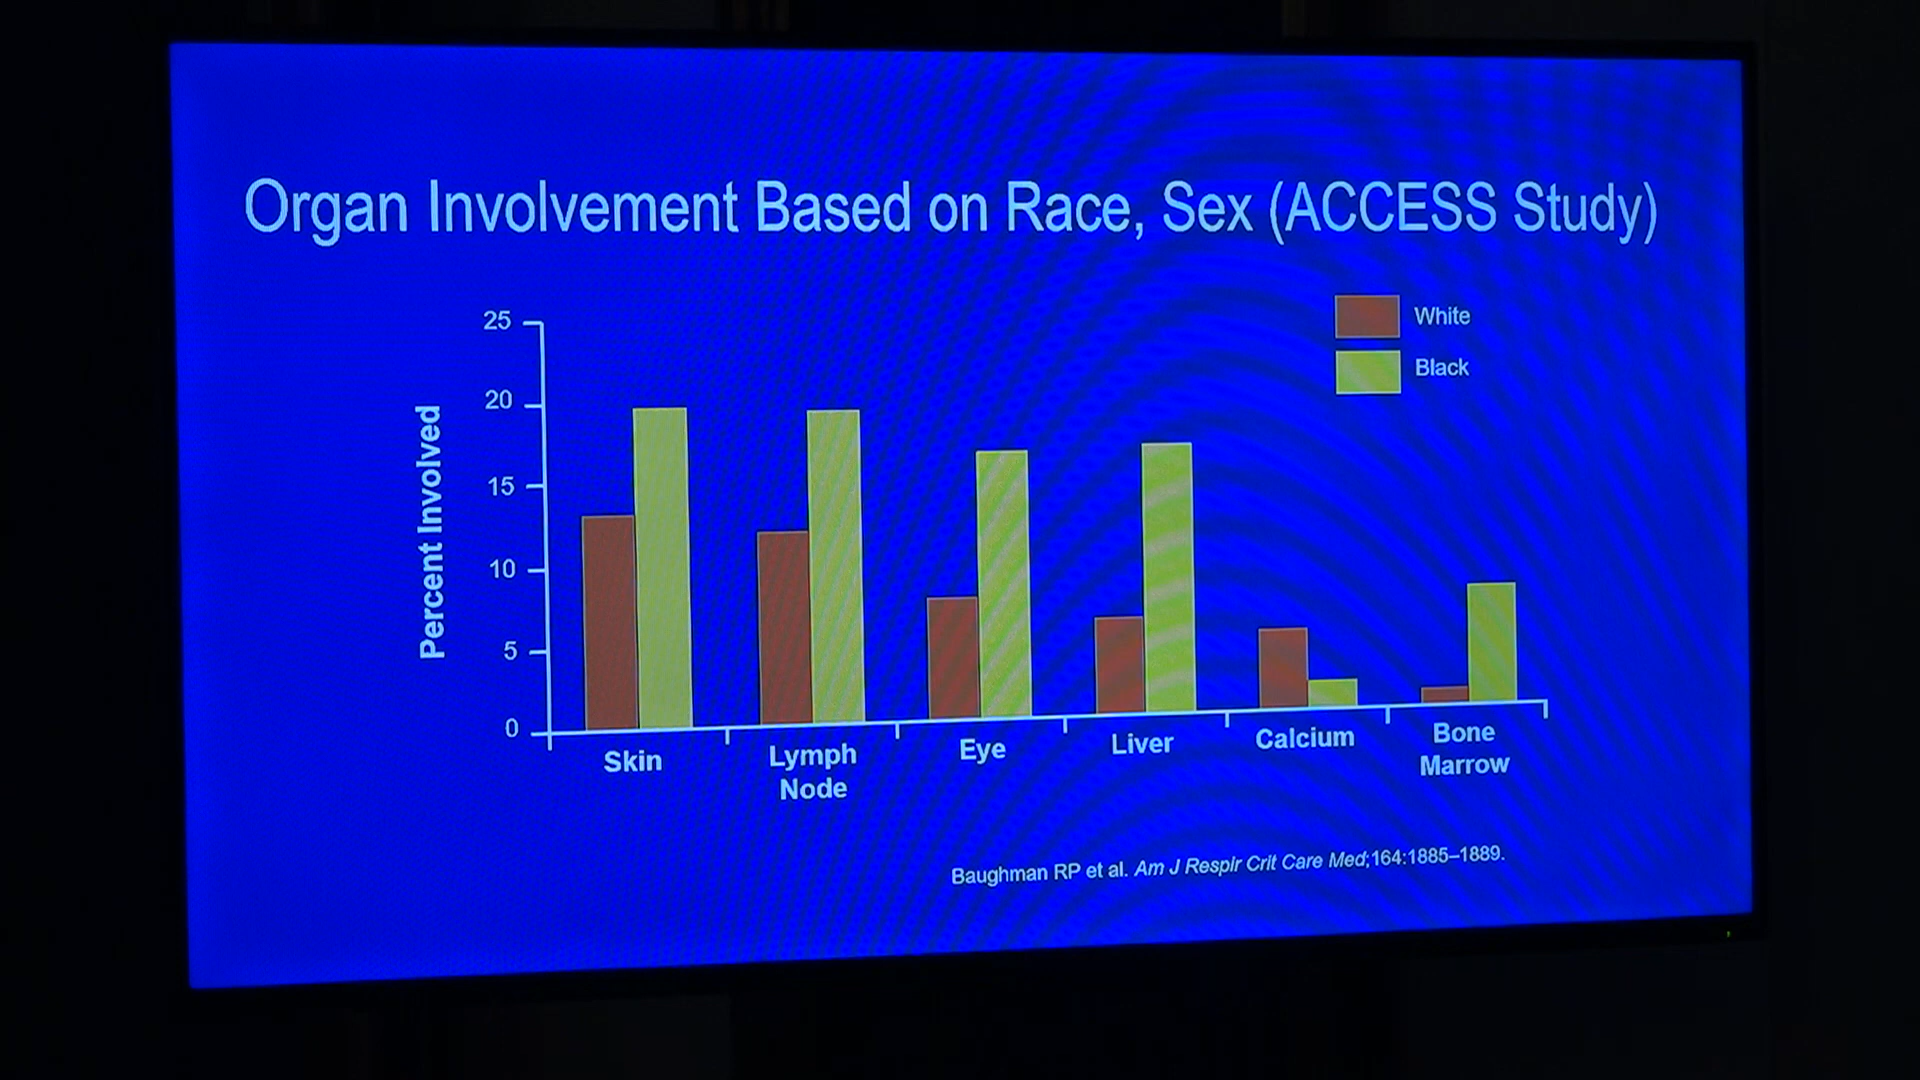 Organ Involvement Based on Race, Sex (ACCESS Study)
White
Black
Percent Involved
25
20
15
10
5
0
Skin
Lymph
Node
Eye
Liver
Calcium
Bone
Marrow
Baughman RP et al. Am J Respir Crit Care Med;164:1885–1889.